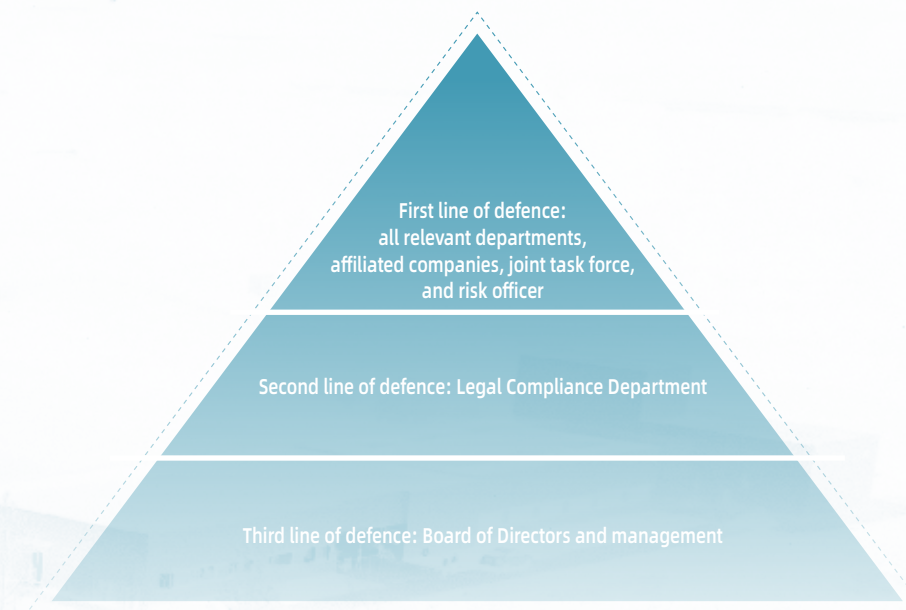 First line of defence:
all relevant departments,
affiliated companies, joint task force,
and risk officer
Second line of defence: Legal Compliance Department
Third line of defence: Board of Directors and management